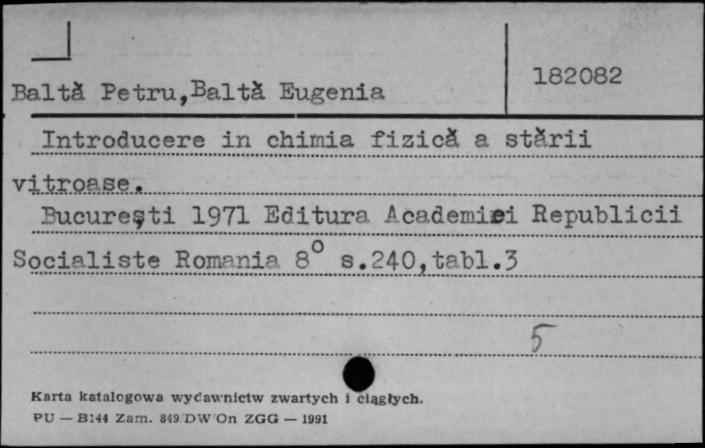 182082
Baltă Petru,Baltă Eugenia
Introducere in chimia fizică a stării
vitroase.
București 1971 Editura Academiei Republicii
Socialiste Romania 8° s.240,tabl.3
5
Karta katalogowa wydawnictw zwartych i ciągłych.
PU — B144 Zam. 849/DW/On ZGG — 1991